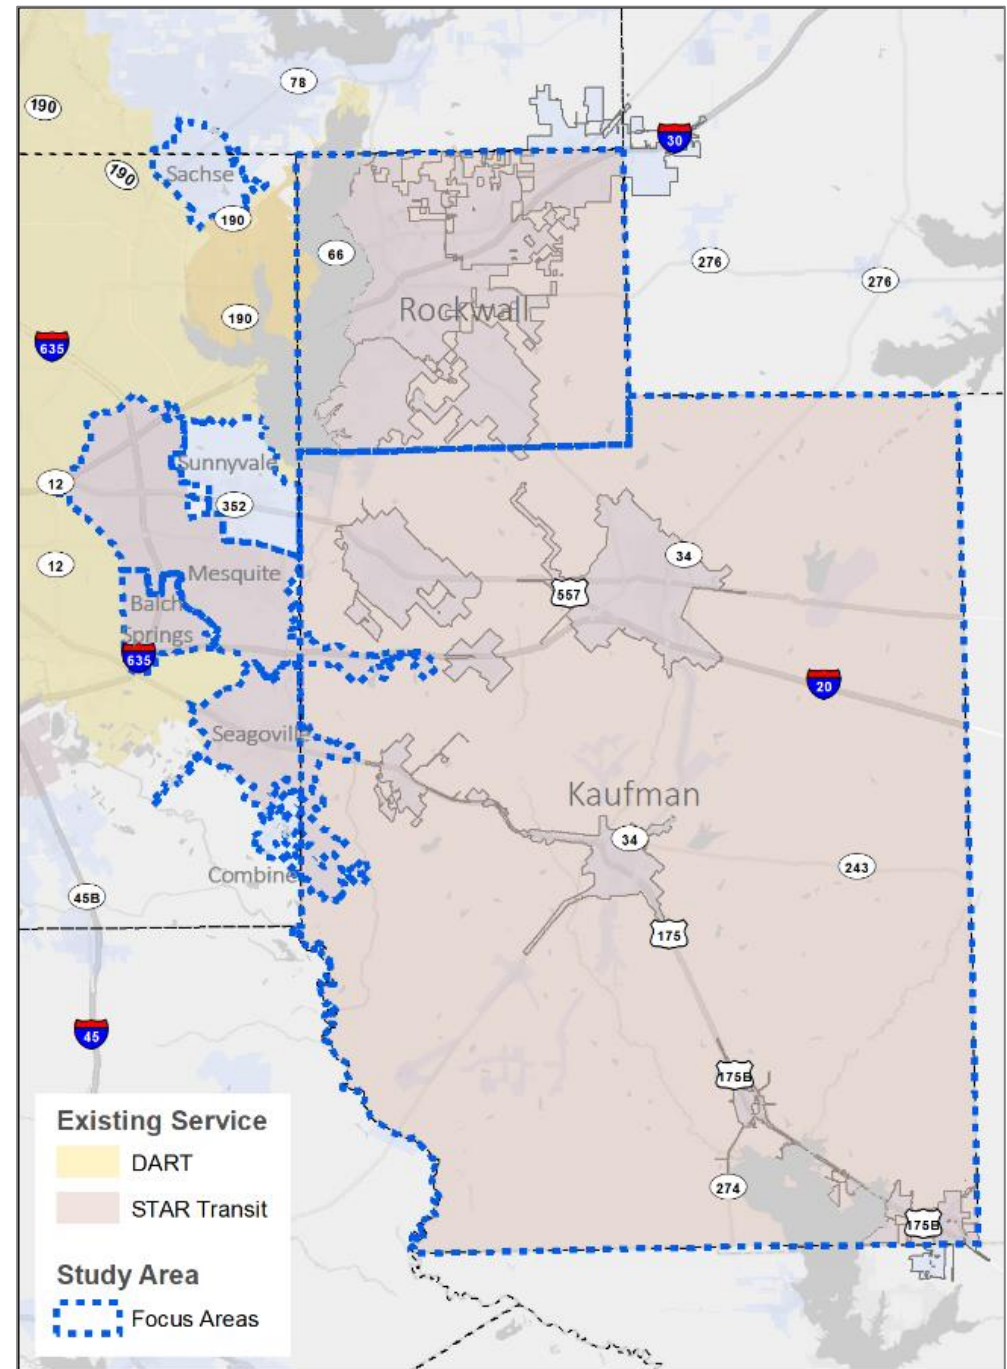 78
190
30
190
Sachse
190
66
276
276
Rockwall
190
635
Sunnyvale
12
352
34
12
Mesquite
557
Balch
Springs
635
20
Seagoville
Kaufman
34
243
Combine
45B
175
45
175B
Existing Service
DART
STAR Transit
274
175B
Study Area
Focus Areas